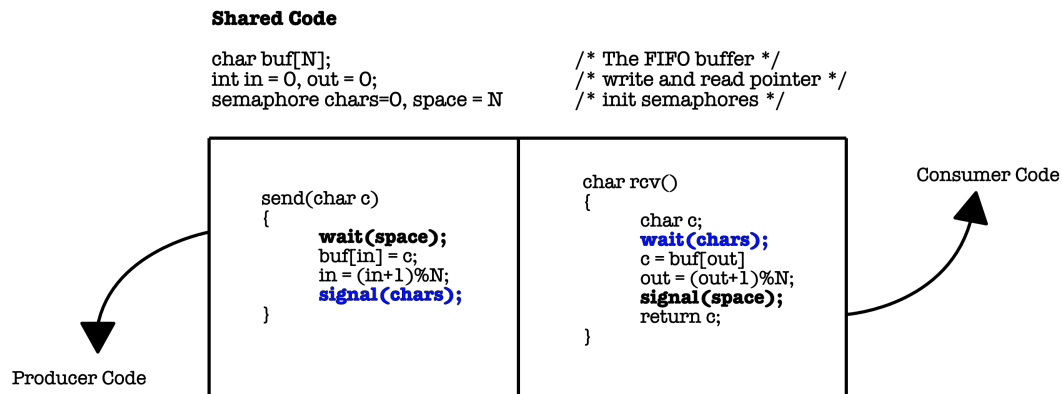 Shared Code
char buf[N]; /* The FIFO buffer */
int in = 0, out = 0; /* write and read pointer */
semaphore chars=0, space = N /* init semaphores */
send(char c)
{
wait(space);
buf[in] = c;
in = (in+1)%N;
signal(chars);
}
char rcv()
{
char c;
wait(chars);
c = buf[out]
out = (out+1)%N;
signal(space);
return c;
}
Consumer Code
Producer Code